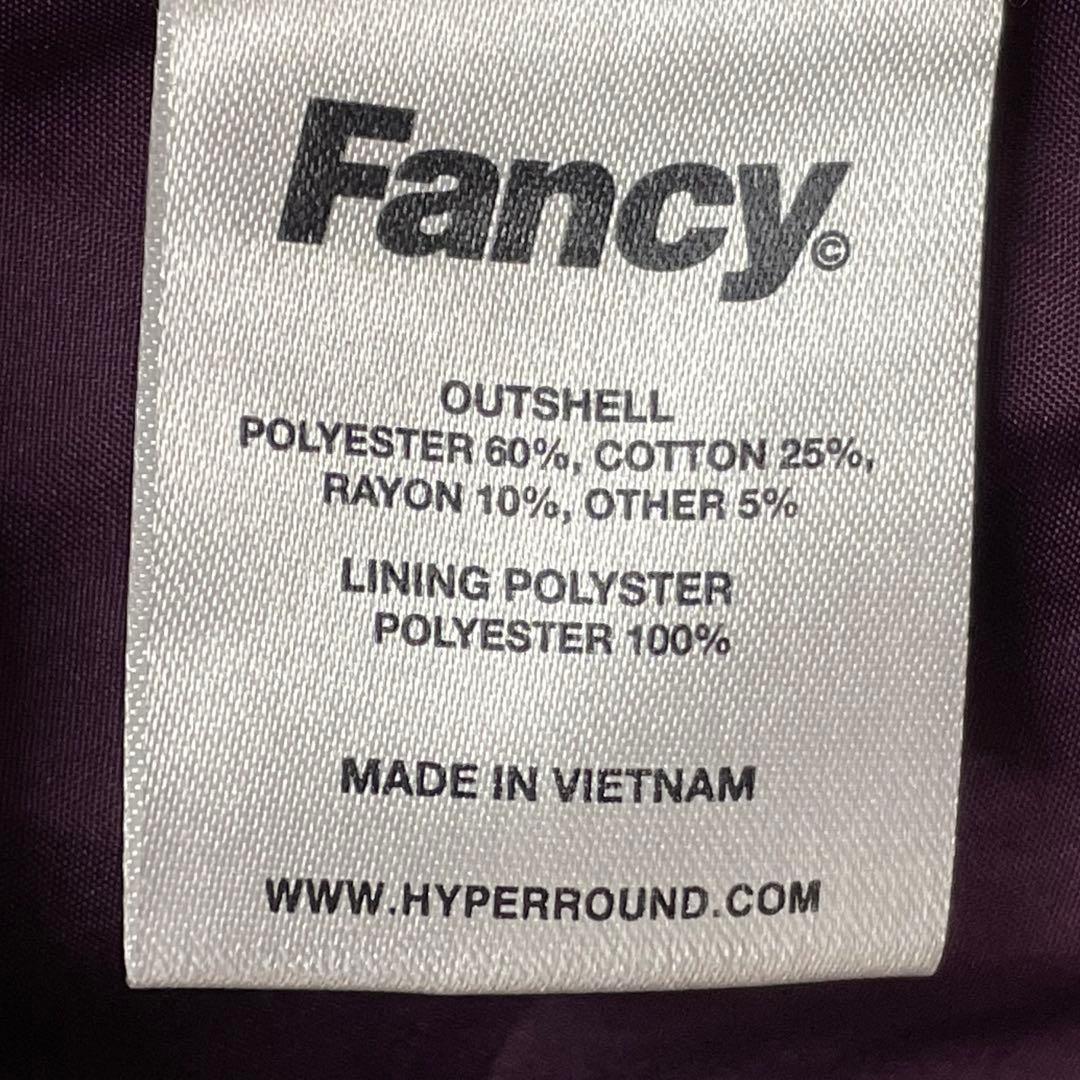 Fancy©
OUTSHELL
POLYESTER 60%, COTTON 25%,
RAYON 10%, OTHER 5%
LINING POLYSTER
POLYESTER 100%
MADE IN VIETNAM
WWW.HYPERROUND.COM